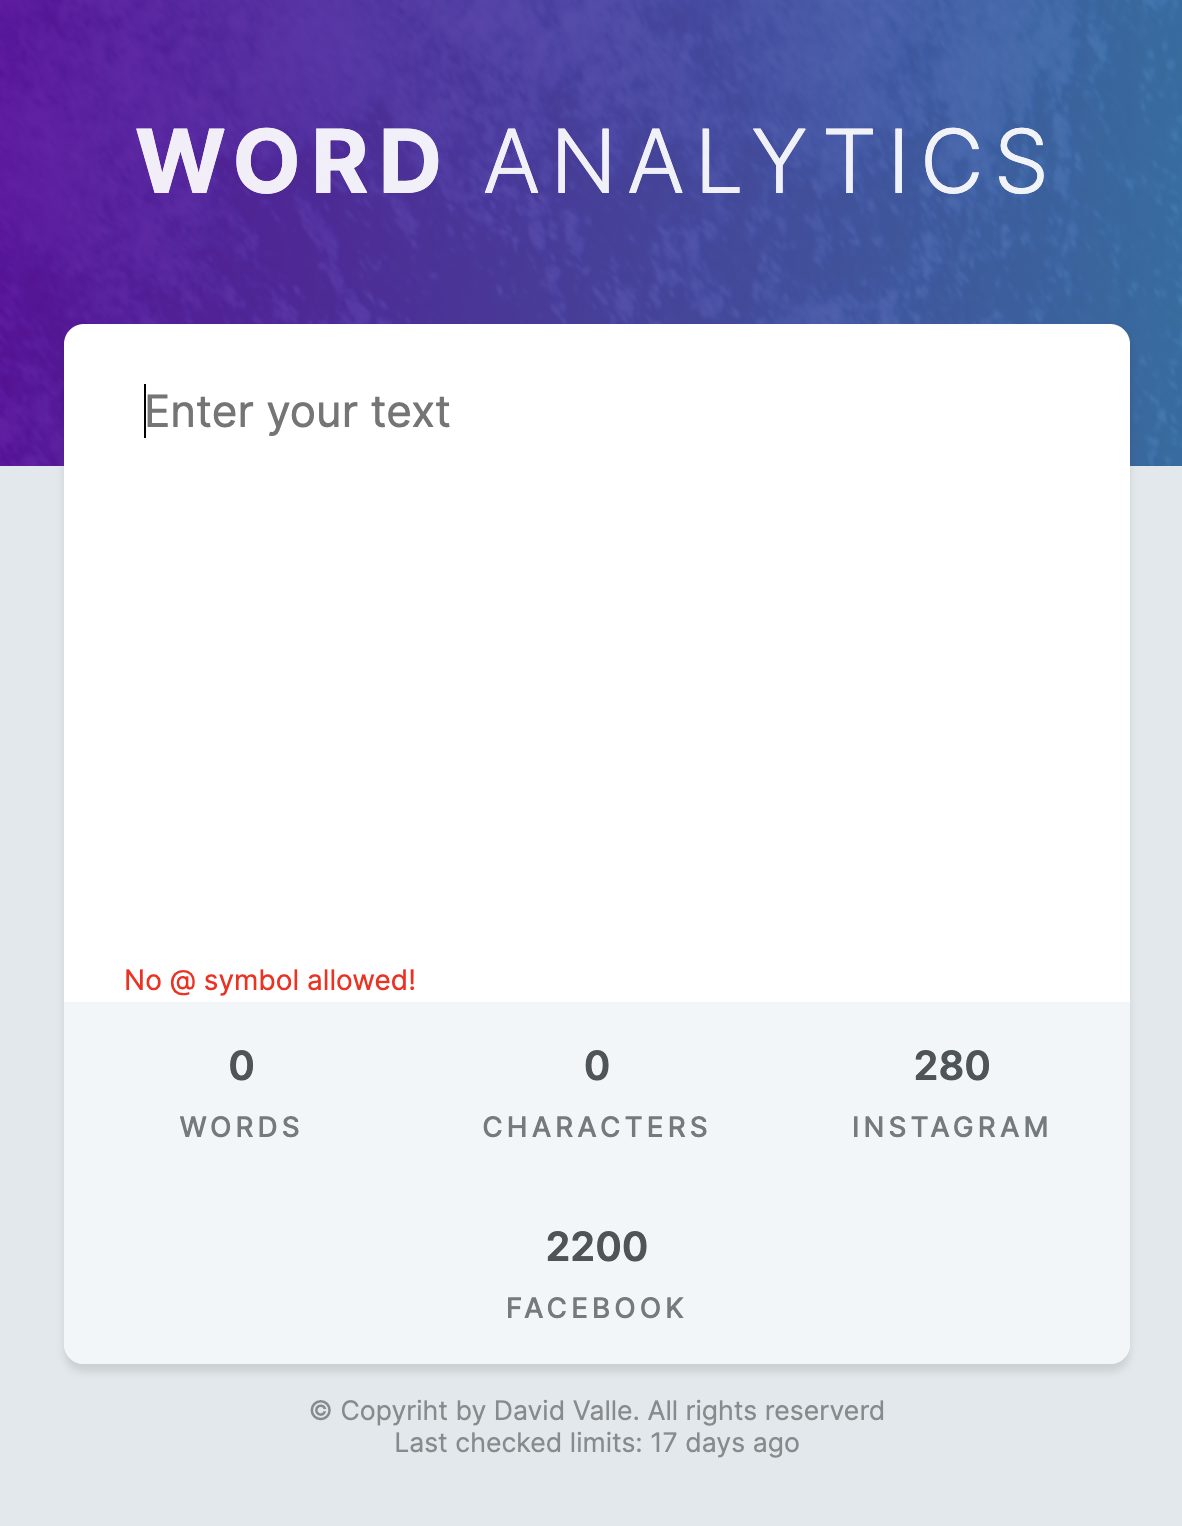 WORD ANALYTICS
Enter your text
No @ symbol allowed!
0 0 280
WORDS CHARACTERS INSTAGRAM
2200
FACEBOOK
© Copyriht by David Valle. All rights reserverd
Last checked limits: 17 days ago